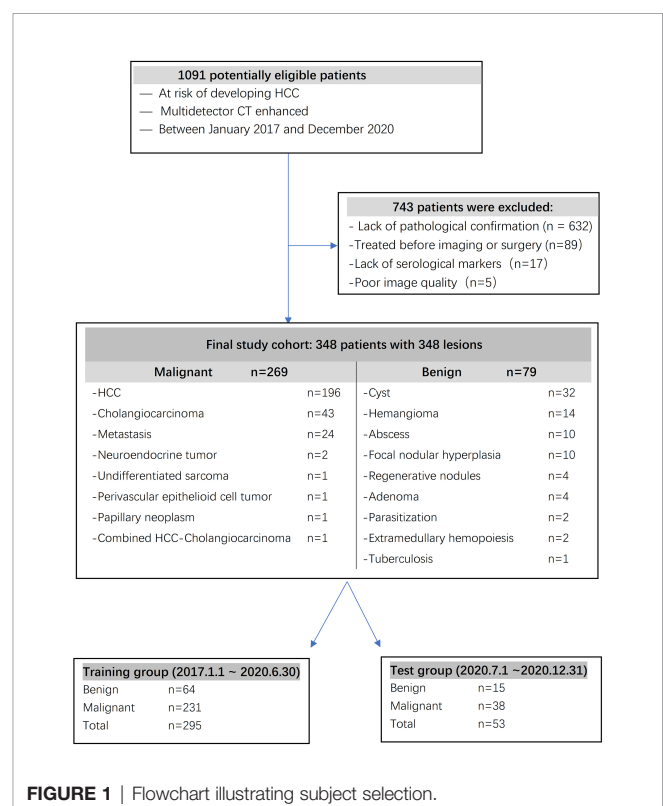 1091 potentially eligible patients
— At risk of developing HCC
— Multidetector CT enhanced
— Between January 2017 and December 2020
743 patients were excluded:
- Lack of pathological confirmation (n = 632)
-Treated before imaging or surgery (n=89)
-Lack of serological markers (n=17)
-Poor image quality (n=5)
Final study cohort: 348 patients with 348 lesions
Malignant n=269
-HCC n=196
-Cholangiocarcinoma n=43
-Metastasis n=24
-Neuroendocrine tumor n=2
-Undifferentiated sarcoma n=1
-Perivascular epithelioid cell tumor n=1
-Papillary neoplasm n=1
-Combined HCC-Cholangiocarcinoma n=1
Benign n=79
-Cyst n=32
-Hemangioma n=14
-Abscess n=10
-Focal nodular hyperplasia n=10
-Regenerative nodules n=4
-Adenoma n=4
-Parasitization n=2
-Extramedullary hemopoiesis n=2
-Tuberculosis n=1
Training group (2017.1.1 ~ 2020.6.30)
Benign n=64
Malignant n=231
Total n=295
Test group (2020.7.1 ~2020.12.31)
Benign n=15
Malignant n=38
Total n=53
FIGURE 1 | Flowchart illustrating subject selection.